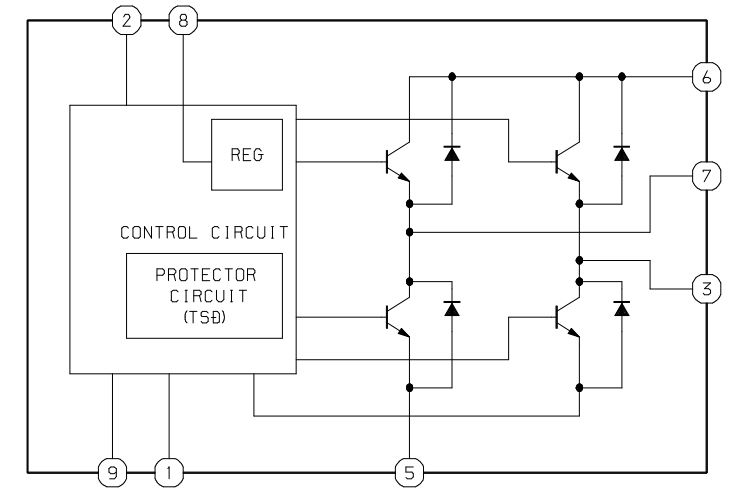 2
8
6
REG
7
CONTROL CIRCUIT
PROTECTOR
CIRCUIT
(TSD)
3
9
1
5